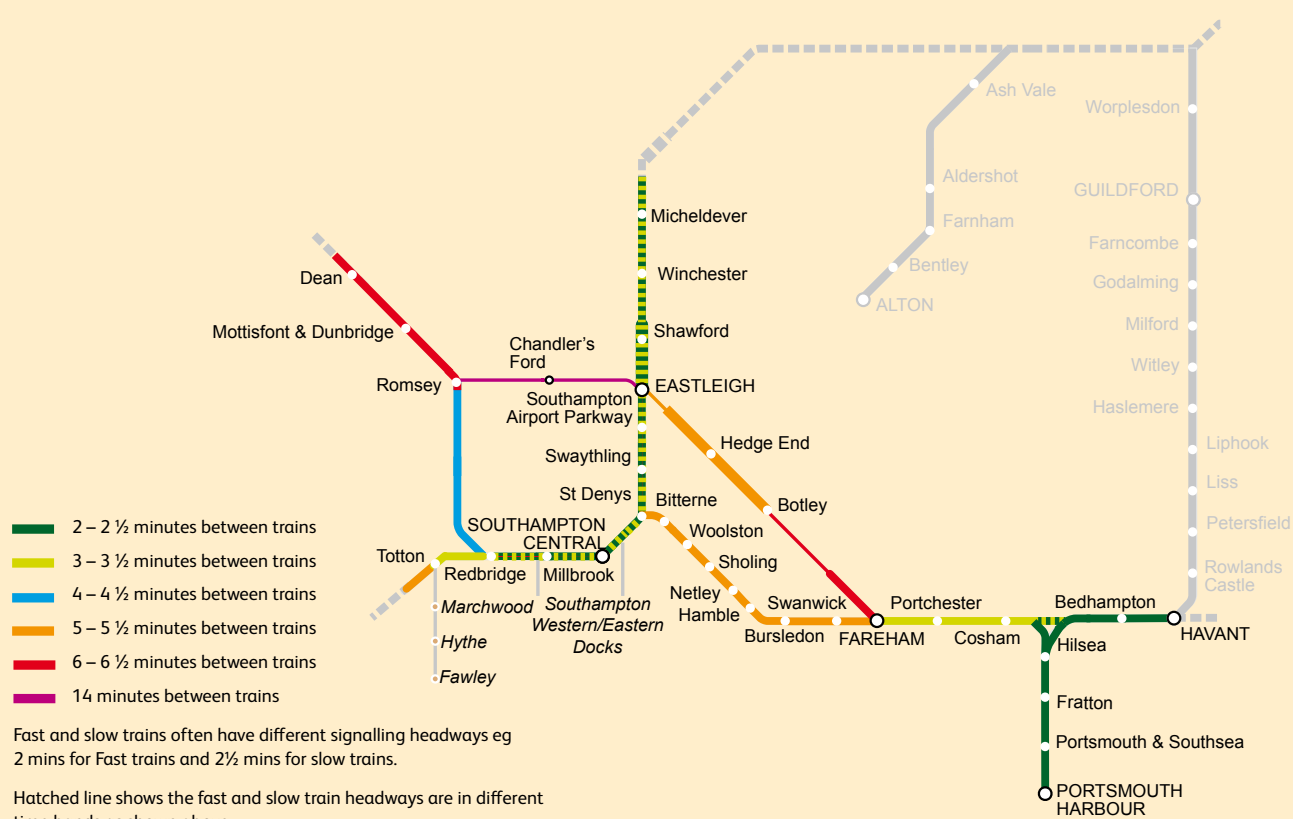 Ash Vale
Worplesdon
Aldershot
GUILDFORD
Micheldever
Farnham
Farncombe
Bentley
Winchester
Dean
Godalming
ALTON
Mottisfont & Dunbridge
Shawford
Milford
Chandler's
Ford
Witley
Romsey
EASTLEIGH
Southampton
Airport Parkway
Haslemere
Hedge End
Liphook
Swaythling
Liss
St Denys
Bitterne
Botley
SOUTHAMPTON
CENTRAL
Woolston
Petersfield
Totton
Redbridge
Millbrook
Sholing
Rowlands
Castle
Marchwood
Southampton
Western/Eastern
Docks
Netley
Hamble
Swanwick
Portchester
Bedhampton
Bursledon
FAREHAM
Cosham
Hilsea
HAVANT
Hythe
Fawley
Fratton
Portsmouth & Southsea
PORTSMOUTH
HARBOUR
2 – 2 ½ minutes between trains
3 – 3 ½ minutes between trains
4 – 4 ½ minutes between trains
5 – 5 ½ minutes between trains
6 – 6 ½ minutes between trains
14 minutes between trains
Fast and slow trains often have different signalling headways eg
2 mins for Fast trains and 2½ mins for slow trains.
Hatched line shows the fast and slow train headways are in different